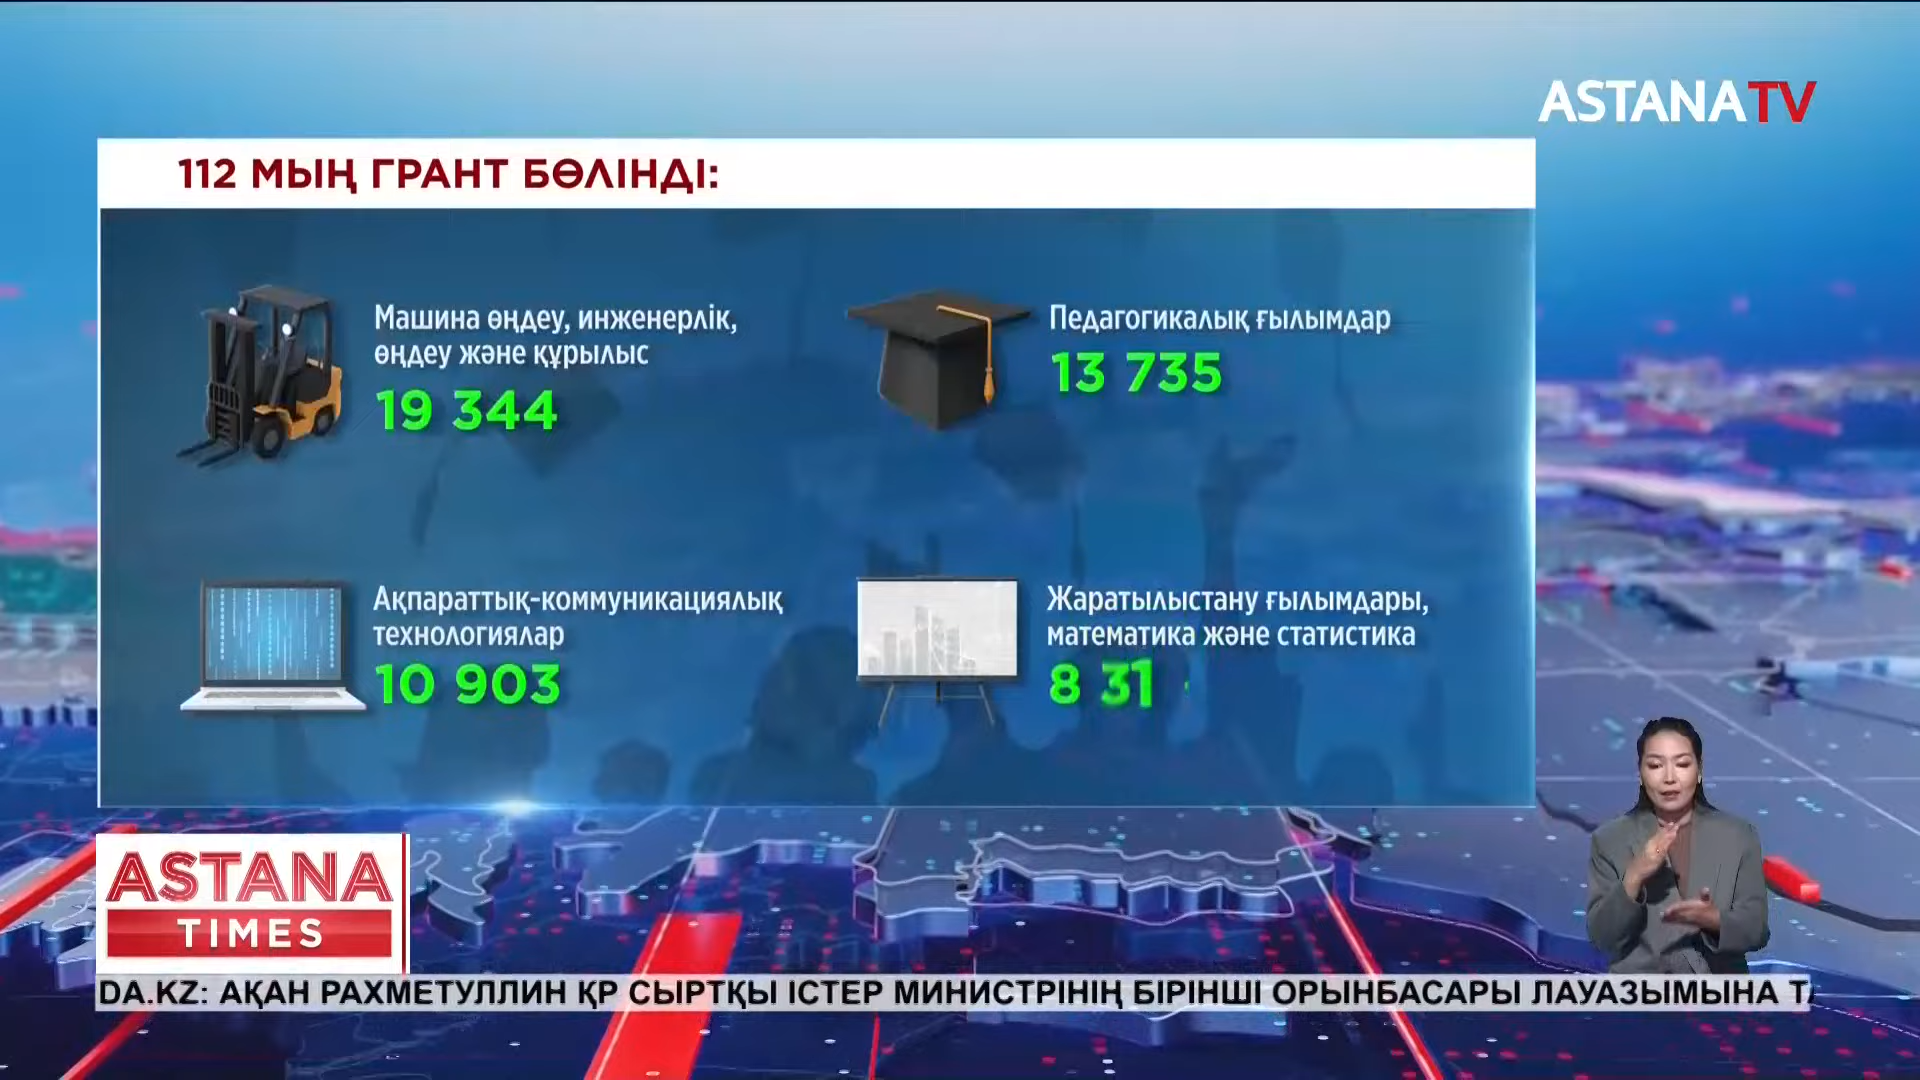 ASTANATV
112 МЫҢ ГРАНТ БӨЛІНДІ:
Машина өңдеу, инженерлік,
өңдеу және құрылыс
19 344
Педагогикалық ғылымдар
13 735
Ақпараттық-коммуникациялық
технологиялар
10 903
Жаратылыстану ғылымдары,
математика және статистика
8 31
ASTANA
TIMES
DA.KZ: АҚАН РАХМЕТУЛЛИН ҚР СЫРТҚЫ ІСТЕР МИНИСТРІНІҢ БІРІНШІ ОРЫНБАСАРЫ ЛАУАЗЫМЫНА